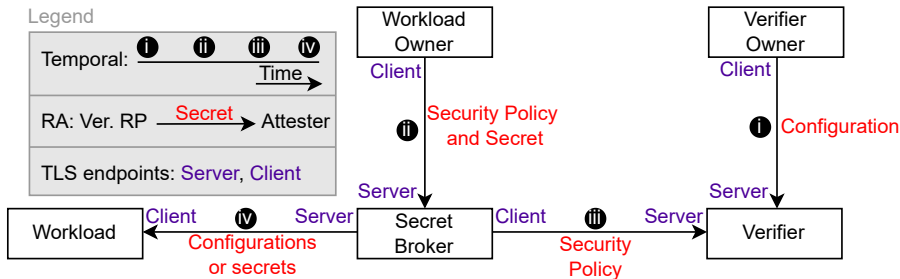 Legend
Temporal: i ii iii iv
Time
RA: Ver. RP Secret Attester
TLS endpoints: Server, Client
Workload
Owner
Client
ii
Security Policy
and Secret
Server
Verifier
Owner
Client
i
Configuration
Server
Workload
Client iv Server
Configurations
or secrets
Secret
Broker
Client iii Server
Security
Policy
Verifier